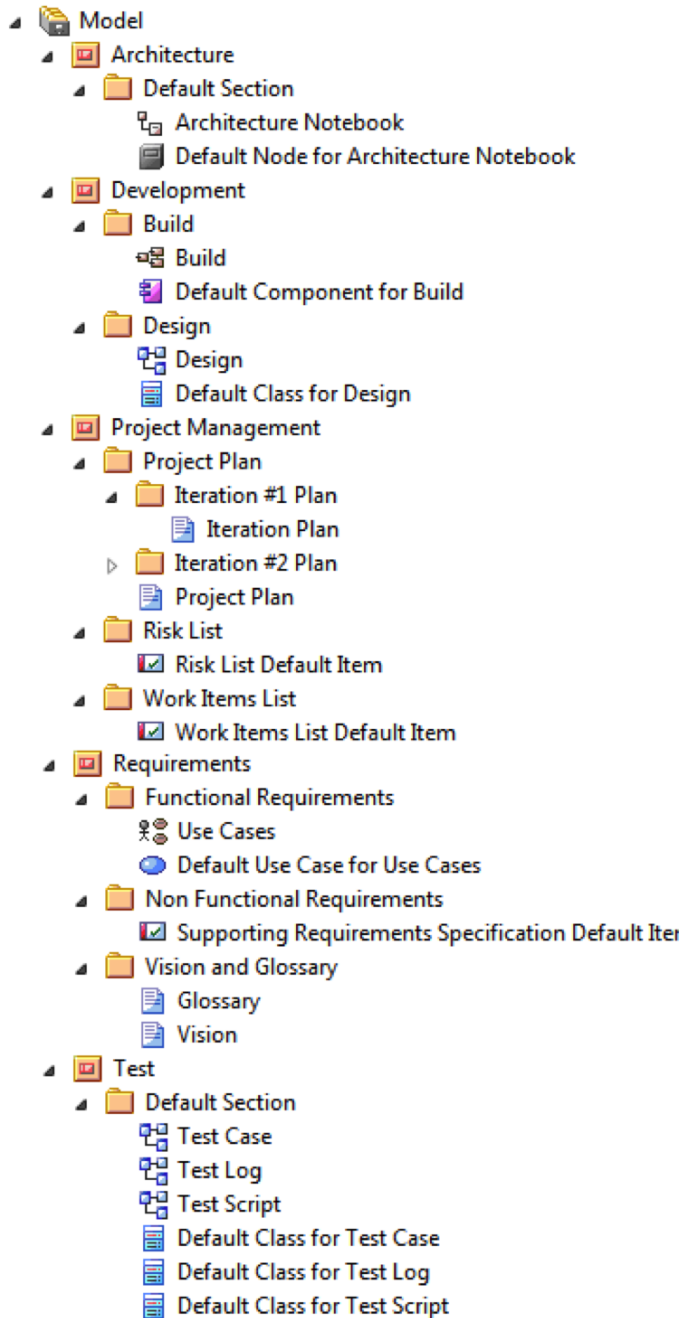 Model
Architecture
Default Section
Architecture Notebook
Default Node for Architecture Notebook
Development
Build
Build
Default Component for Build
Design
Design
Default Class for Design
Project Management
Project Plan
Iteration #1 Plan
Iteration Plan
Iteration #2 Plan
Project Plan
Risk List
Risk List Default Item
Work Items List
Work Items List Default Item
Requirements
Functional Requirements
Use Cases
Default Use Case for Use Cases
Non Functional Requirements
Supporting Requirements Specification Default
Vision and Glossary
Glossary
Vision
Test
Default Section
Test Case
Test Log
Test Script
Default Class for Test Case
Default Class for Test Log
Default Class for Test Script